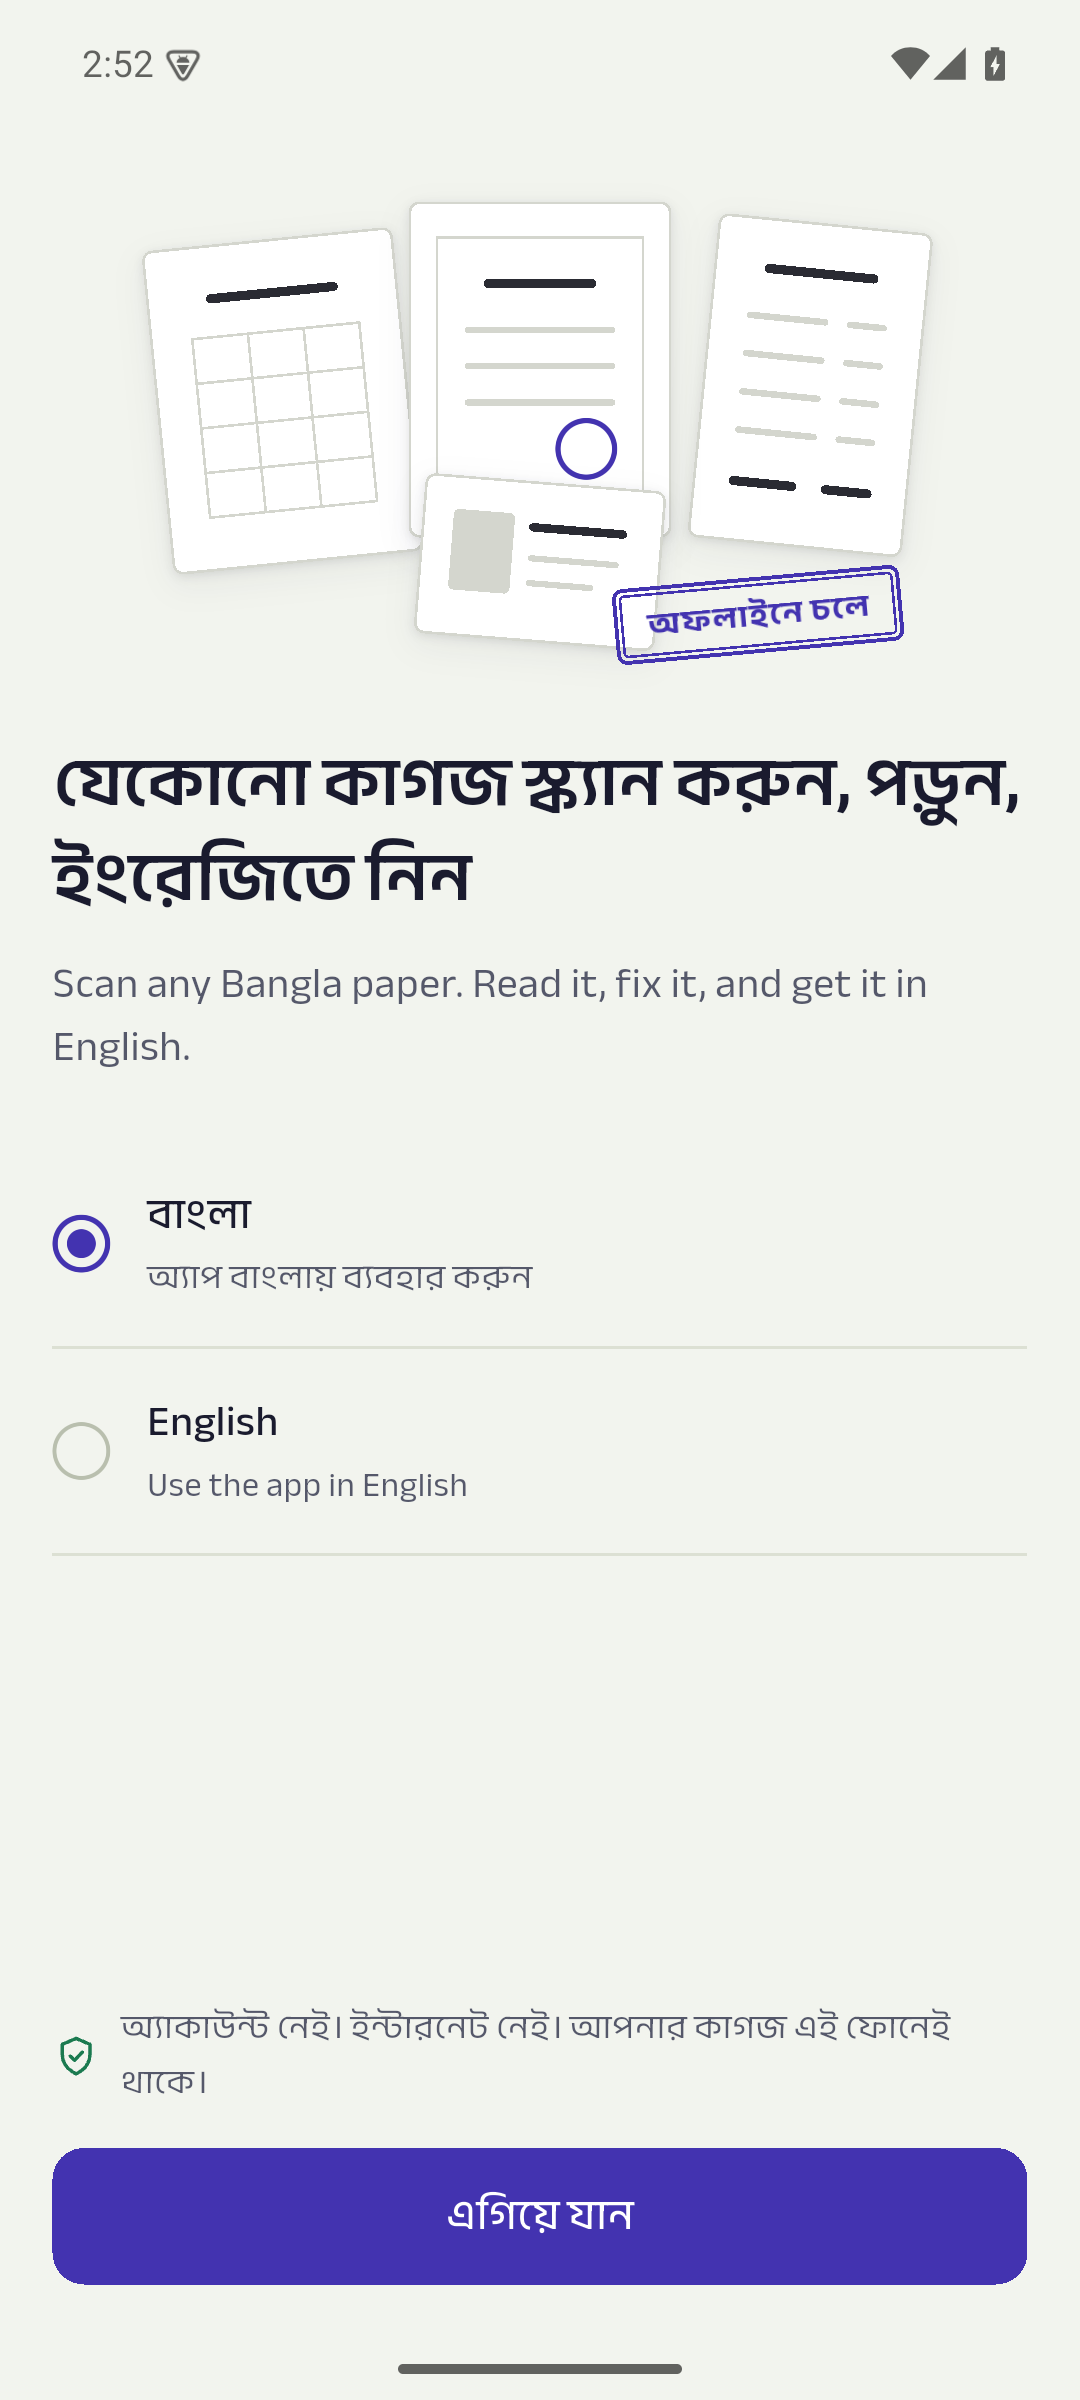 2:52
অফলাইনে চলে
যেকোনো কাগজ স্ক্যান করুন, পড়ুন,
ইংরেজিতে নিন
Scan any Bangla paper. Read it, fix it, and get it in
English.
বাংলা
অ্যাপ বাংলায় ব্যবহার করুন
English
Use the app in English
অ্যাকাউন্ট নেই। ইন্টারনেট নেই। আপনার কাগজ এই ফোনেই
থাকে।
এগিয়ে যান